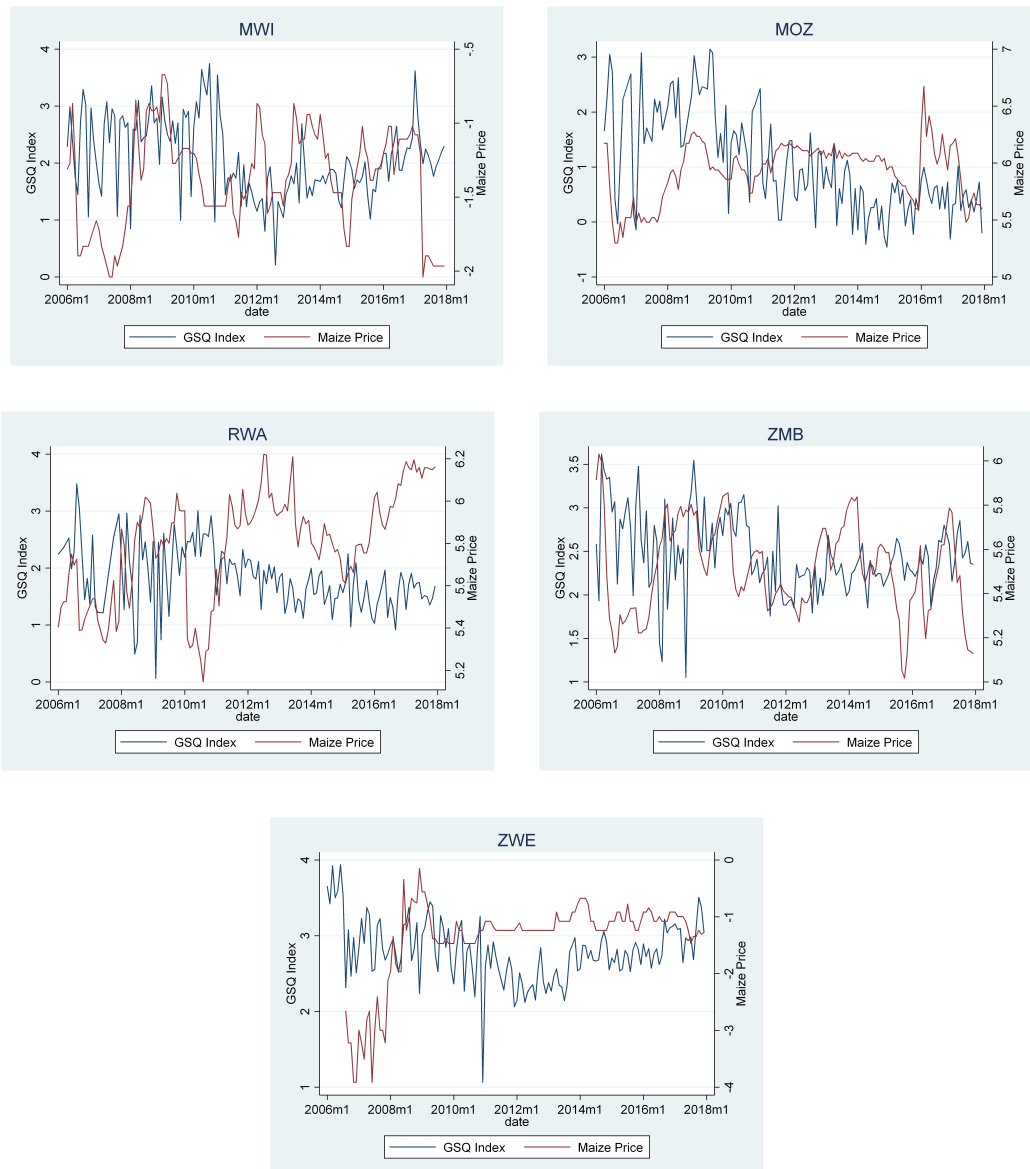 MWI
GSQ Index
0 1 2 3 4
Maize Price
-2 -1.5 -1 -.5
2006m1 2008m1 2010m1 2012m1 2014m1 2016m1 2018m1
date
GSQ Index Maize Price
MOZ
GSQ Index
-1 0 1 2 3
Maize Price
5 5.5 6 6.5 7
2006m1 2008m1 2010m1 2012m1 2014m1 2016m1 2018m1
date
GSQ Index Maize Price
RWA
GSQ Index
0 1 2 3 4
Maize Price
5.2 5.4 5.6 5.8 6 6.2
2006m1 2008m1 2010m1 2012m1 2014m1 2016m1 2018m1
date
GSQ Index Maize Price
ZMB
GSQ Index
1 1.5 2 2.5 3 3.5
Maize Price
5 5.2 5.4 5.6 5.8 6
2006m1 2008m1 2010m1 2012m1 2014m1 2016m1 2018m1
date
GSQ Index Maize Price
ZWE
GSQ Index
1 2 3 4
Maize Price
-4 -3 -2 -1 0
2006m1 2008m1 2010m1 2012m1 2014m1 2016m1 2018m1
date
GSQ Index Maize Price